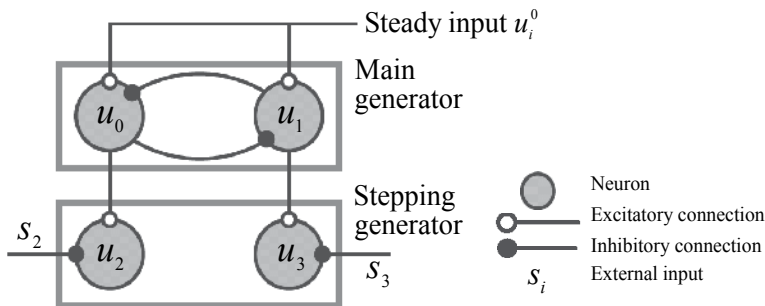 Steady input u_i^0
Main
generator
u_0
u_1
Stepping
generator
s_2
u_2
u_3
s_3
Neuron
Excitatory connection
Inhibitory connection
s_i External input